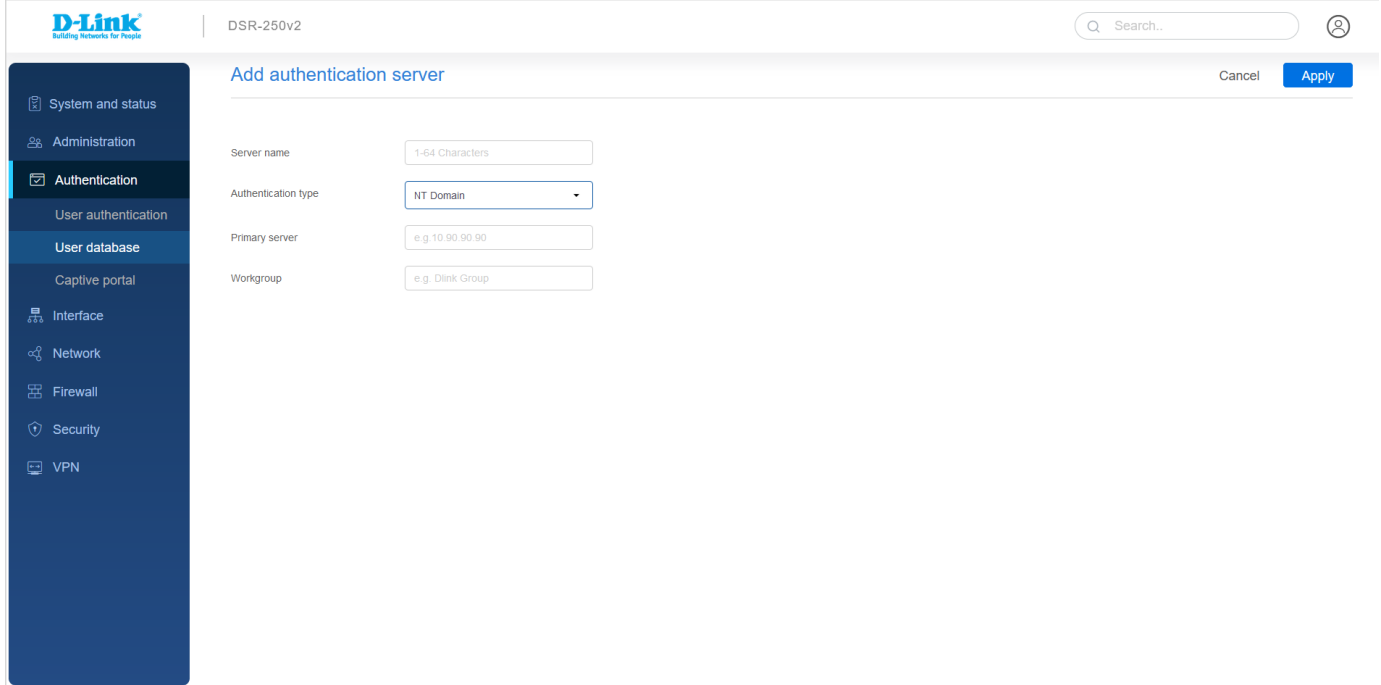 D-Link
Building Networks for People
DSR-250v2
Search..
Add authentication server
Cancel
Apply
System and status
Administration
Authentication
User authentication
User database
Captive portal
Interface
Network
Firewall
Security
VPN
Server name
1-64 Characters
Authentication type
NT Domain
Primary server
e.g.10.90.90.90
Workgroup
e.g. Dlink Group